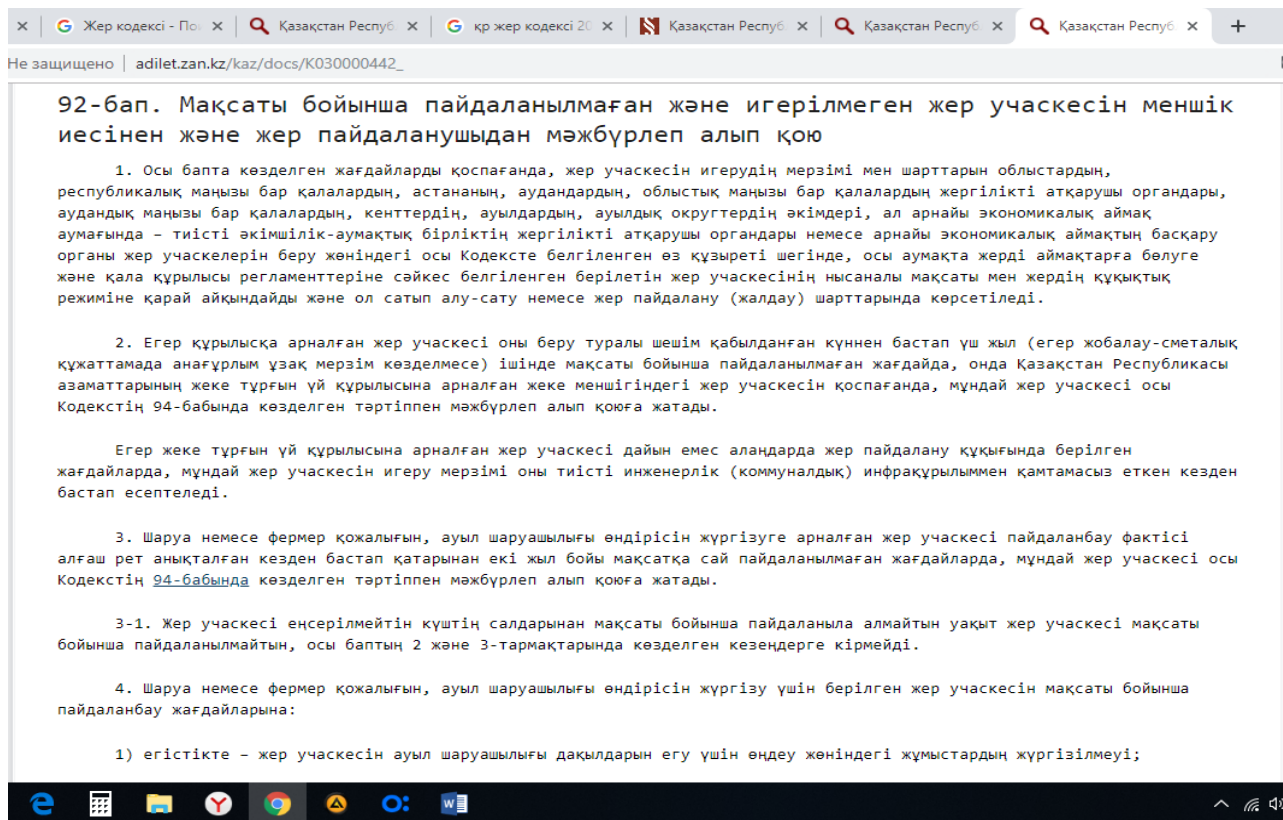 Жер кодексі - По
Қазақстан Респуб
қр жер кодексі 20
Қазақстан Респуб
Қазақстан Респуб
Қазақстан Респуб
Не защищено | adilet.zan.kz/kaz/docs/K030000442_
92-бап. Мақсаты бойынша пайдаланылмаған және игерілмеген жер учаскесін меншік
иесінен және жер пайдаланушыдан мәжбүрлеп алып қою
1. Осы бапта көзделген жағдайларды қоспағанда, жер учаскесін игерудің мерзімі мен шарттарын облыстардың,
республикалық маңызы бар қалалардың, астананың, аудандардың, облыстық маңызы бар қалалардың жергілікті атқарушы органдары,
аудандық маңызы бар қалалардың, кенттердің, ауылдардың, ауылдық округтердің әкімдері, ал арнайы экономикалық аймақ
аумағында – тиісті әкімшілік-аумақтық бірліктің жергілікті атқарушы органдары немесе арнайы экономикалық аймақтың басқару
органы жер учаскелерін беру жөніндегі осы Кодексте белгіленген өз құзыреті шегінде, осы аумақта жерді аймақтарға бөлуге
және қала құрылысы регламенттеріне сәйкес белгіленген берілетін жер учаскесінің нысаналы мақсаты мен жердің құқықтық
режиміне қарай айқындайды және ол сатып алу-сату немесе жер пайдалану (жалдау) шарттарында көрсетіледі.
2. Егер құрылысқа арналған жер учаскесі оны беру туралы шешім қабылданған күннен бастап үш жыл (егер жобалау-сметалық
құжаттамада анағұрлым ұзақ мерзім көзделмесе) ішінде мақсаты бойынша пайдаланылмаған жағдайда, онда Қазақстан Республикасы
азаматтарының жеке тұрғын үй құрылысына арналған жеке меншігіндегі жер учаскесін қоспағанда, мұндай жер учаскесі осы
Кодекстің 94-бабында көзделген тәртіппен мәжбүрлеп алып қоюға жатады.
Егер жеке тұрғын үй құрылысына арналған жер учаскесі дайын емес алаңдарда жер пайдалану құқығында берілген
жағдайларда, мұндай жер учаскесін игеру мерзімі оны тиісті инженерлік (коммуналдық) инфрақұрылыммен қамтамасыз еткен кезден
бастап есептеледі.
3. Шаруа немесе фермер қожалығын, ауыл шаруашылығы өндірісін жүргізуге арналған жер учаскесі пайдаланбау фактісі
алғаш рет анықталған кезден бастап қатарынан екі жыл бойы мақсатқа сай пайдаланылмаған жағдайларда, мұндай жер учаскесі осы
Кодекстің 94-бабында көзделген тәртіппен мәжбүрлеп алып қоюға жатады.
3-1. Жер учаскесі еңсерілмейтін күштің салдарынан мақсаты бойынша пайдаланыла алмайтын уақыт жер учаскесі мақсаты
бойынша пайдаланылмайтын, осы баптың 2 және 3-тармақтарында көзделген кезеңдерге кірмейді.
4. Шаруа немесе фермер қожалығын, ауыл шаруашылығы өндірісін жүргізу үшін берілген жер учаскесін мақсаты бойынша
пайдаланбау жағдайларына:
1) егістікте – жер учаскесін ауыл шаруашылығы дақылдарын егу үшін өңдеу жөніндегі жұмыстардың жүргізілмеуі;